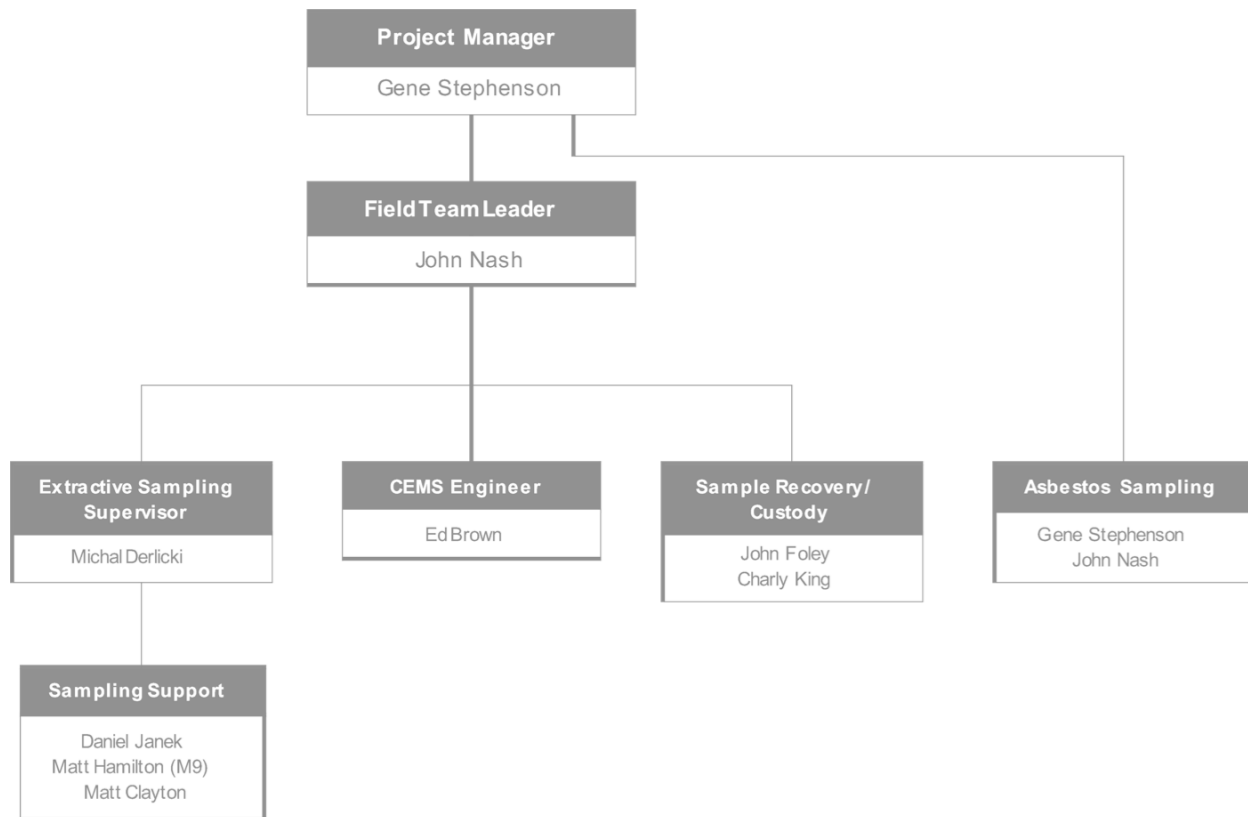 Project Manager
Gene Stephenson
Field Team Leader
John Nash
Extractive Sampling
Supervisor
Michal Derlicki
CEMS Engineer
Ed Brown
Sample Recovery/
Custody
John Foley
Charly King
Asbestos Sampling
Gene Stephenson
John Nash
Sampling Support
Daniel Janek
Matt Hamilton (M9)
Matt Clayton